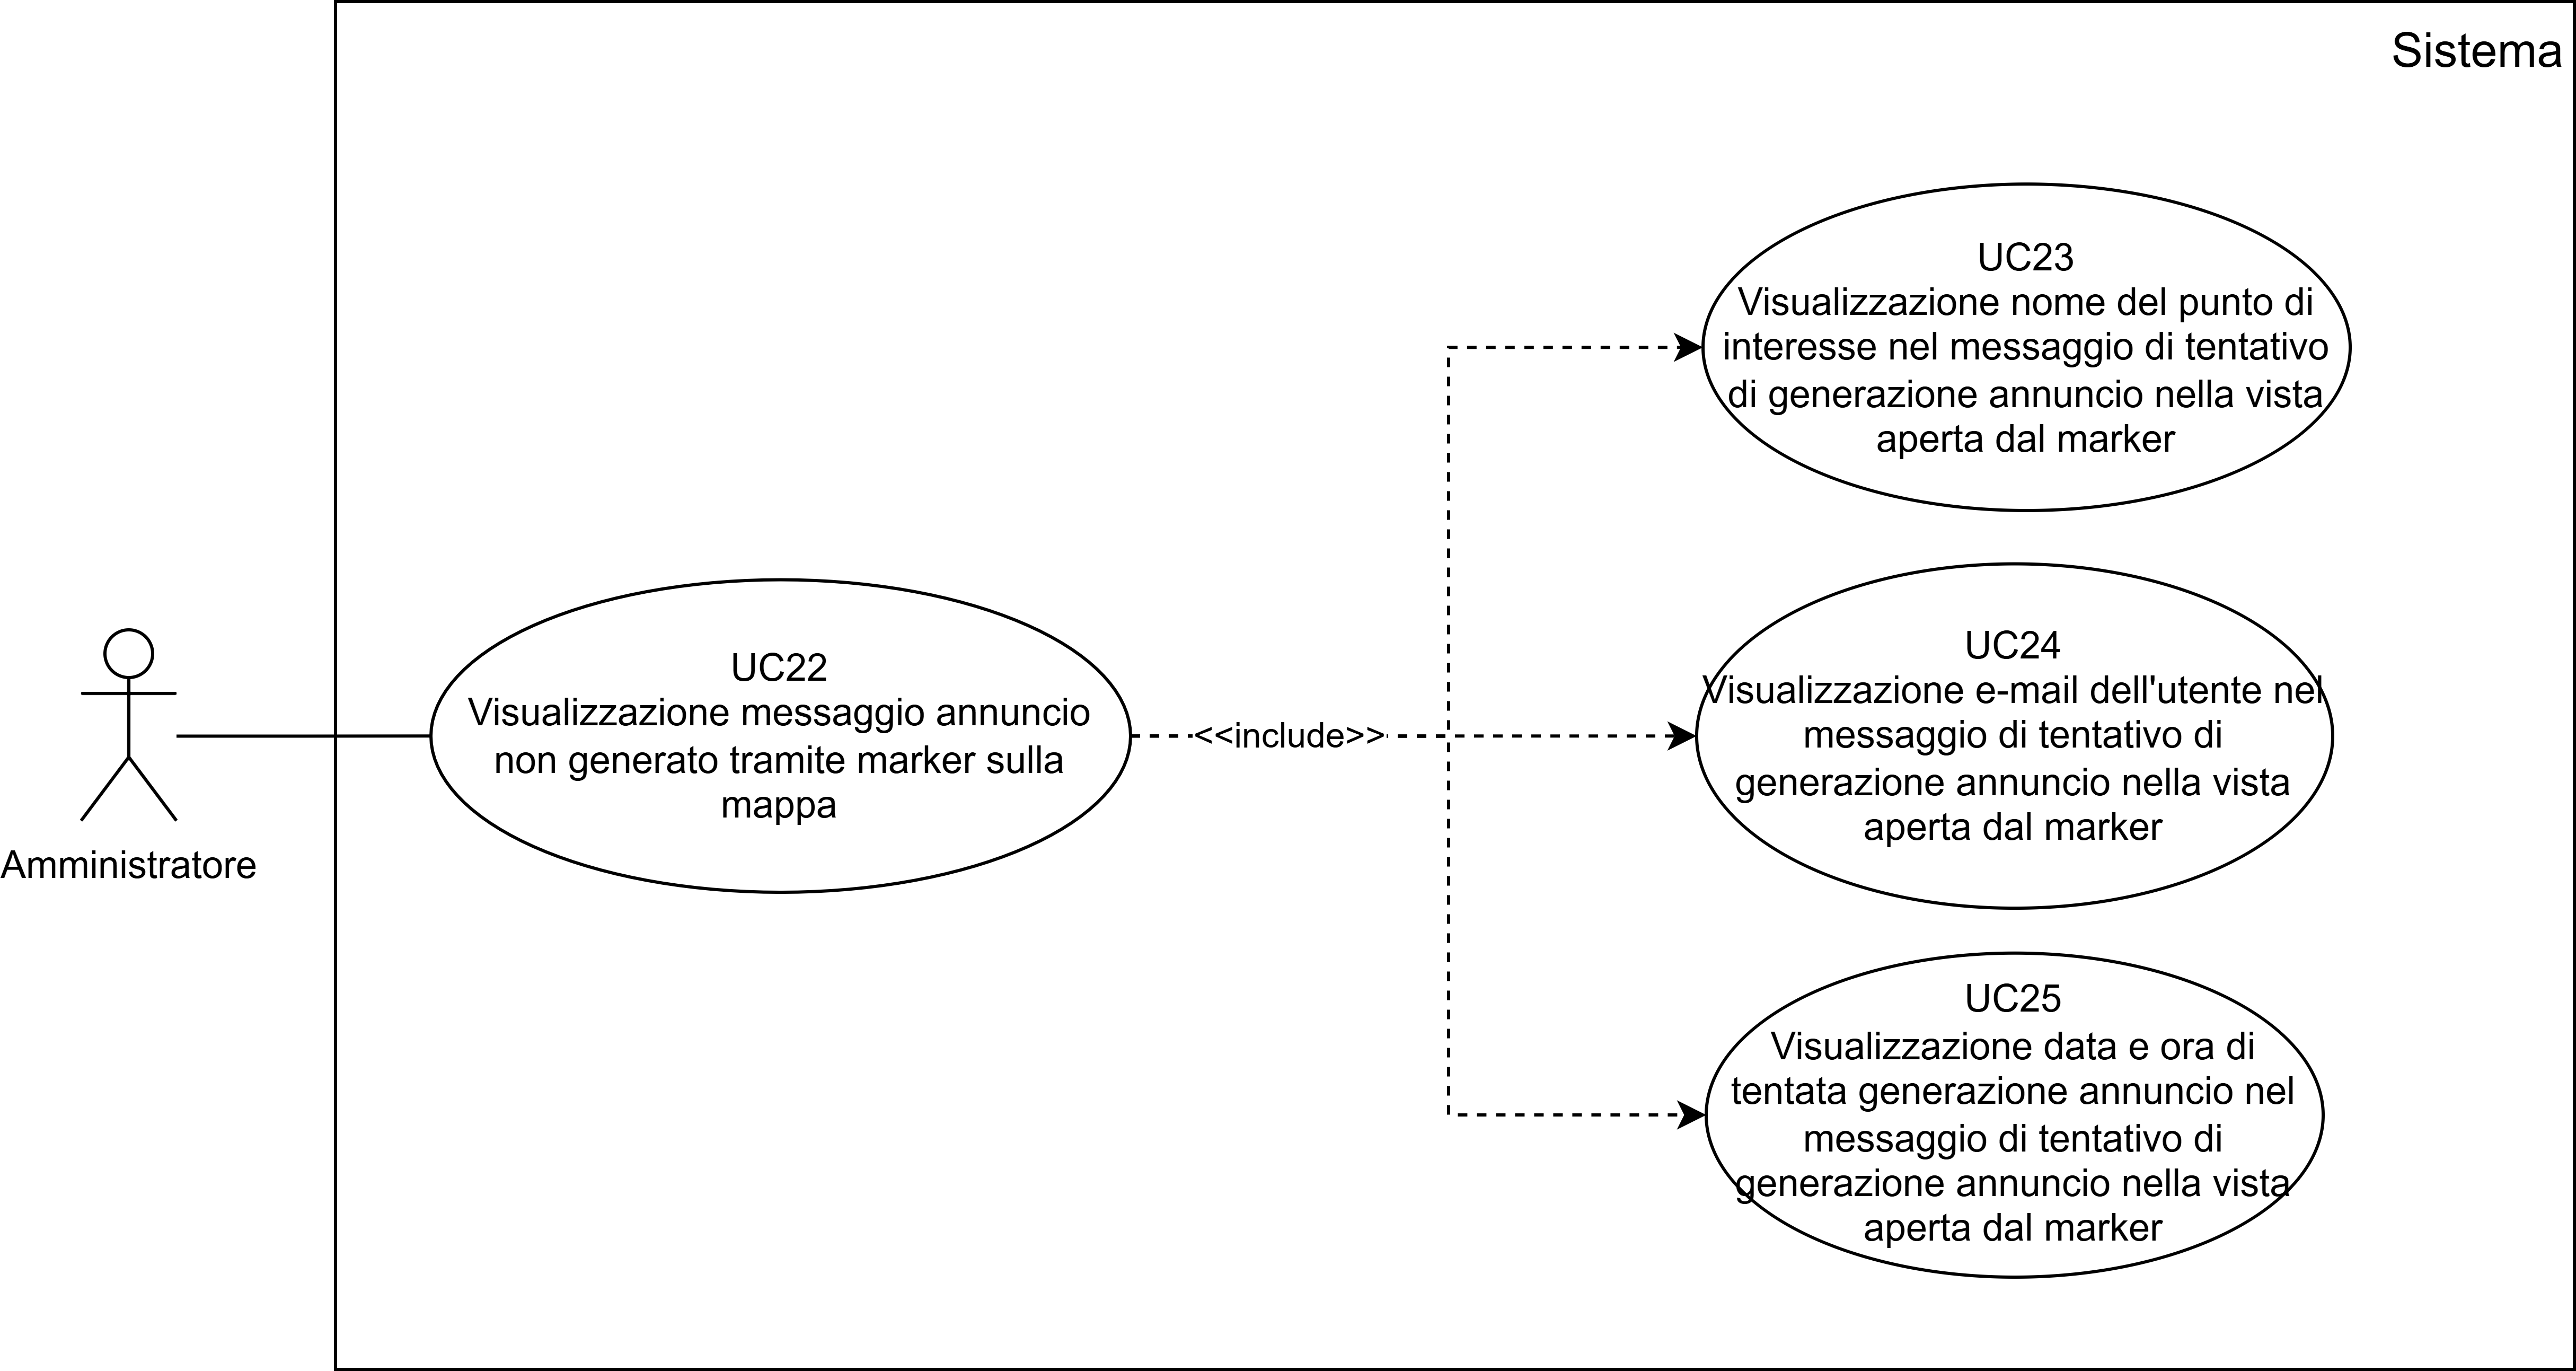 Sistema
UC23
Visualizzazione nome del punto di
interesse nel messaggio di tentativo
di generazione annuncio nella vista
aperta dal marker
UC22
Visualizzazione messaggio annuncio
non generato tramite marker sulla
mappa
<<include>>
UC24
Visualizzazione e-mail dell'utente nel
messaggio di tentativo di
generazione annuncio nella vista
aperta dal marker
Amministratore
UC25
Visualizzazione data e ora di
tentata generazione annuncio nel
messaggio di tentativo di
generazione annuncio nella vista
aperta dal marker